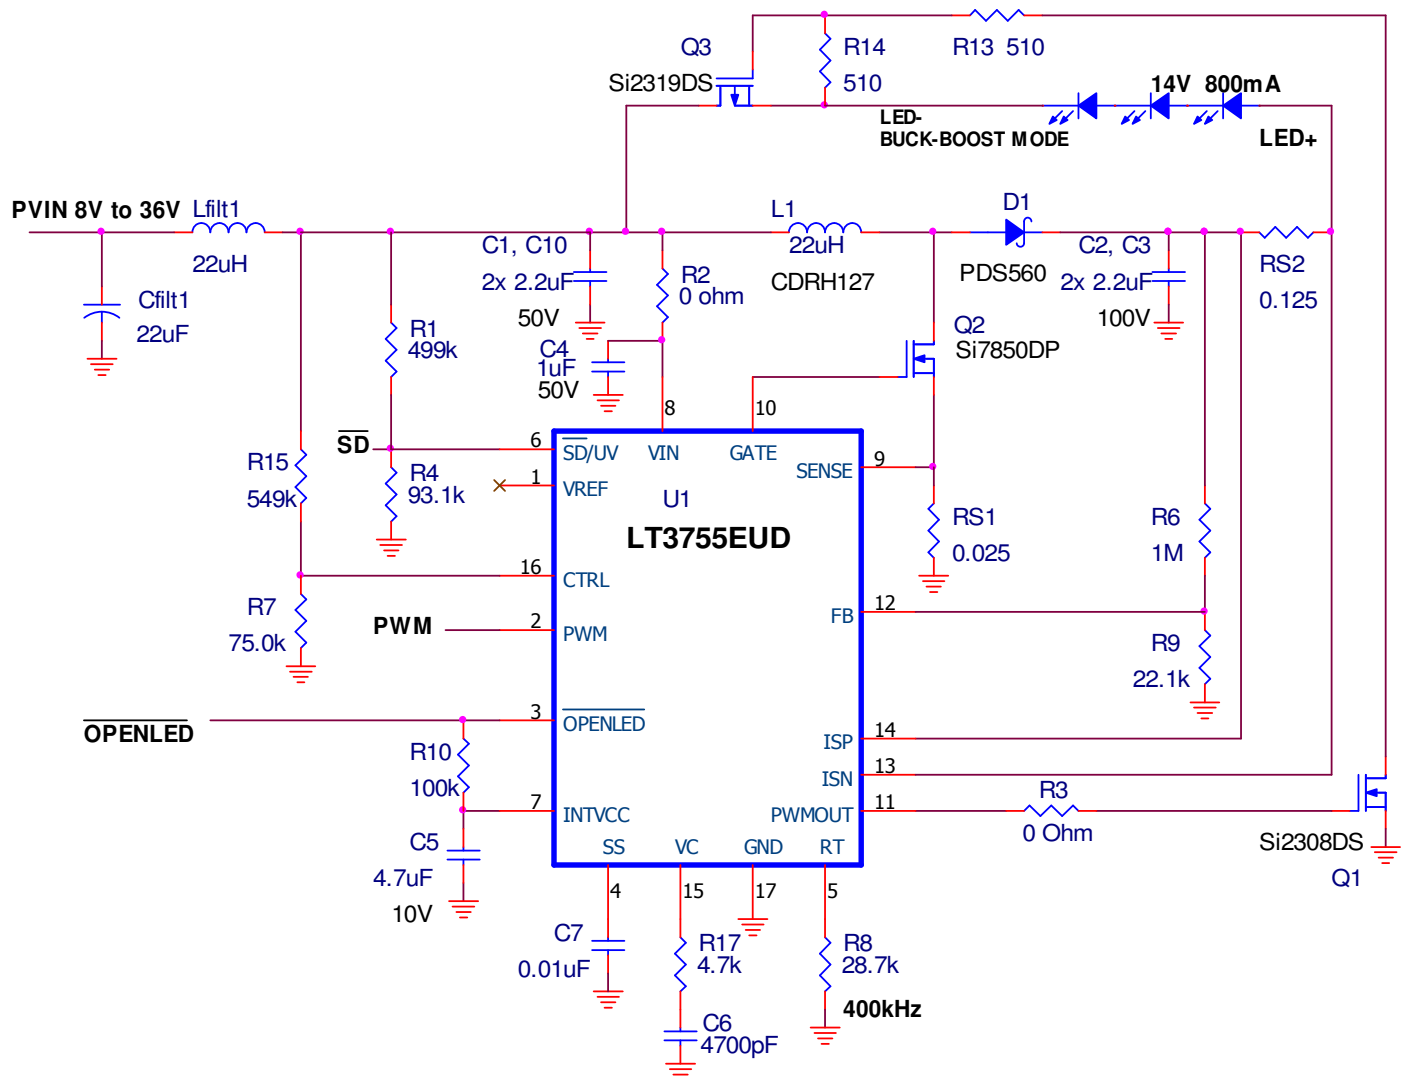 Q3
Si2319DS
R14
510
R13 510
14V 800mA
LED-
BUCK-BOOST MODE
LED+
PVIN 8V to 36V
Lfilt1
22uH
Cfilt1
22uF
C1, C10
2x 2.2uF
50V
R2
0 ohm
L1
22uH
CDRH127
D1
PDS560
C2, C3
2x 2.2uF
100V
RS2
0.125
R1
499k
C4
1uF
50V
Q2
Si7850DP
SD
R4
93.1k
R15
549k
R7
75.0k
PWM
OPENLED
R10
100k
C5
4.7uF
10V
6
SD/UV
1
VREF
16
CTRL
2
PWM
3
OPENLED
7
INTVCC
8
VIN
10
GATE
U1
LT3755EUD
SENSE
9
FB
12
ISP
14
ISN
13
PWMOUT
11
SS
VC
GND
RT
4
15
17
5
RS1
0.025
R6
1M
R9
22.1k
R3
0 Ohm
Si2308DS
Q1
C7
0.01uF
R17
4.7k
C6
4700pF
R8
28.7k
400kHz